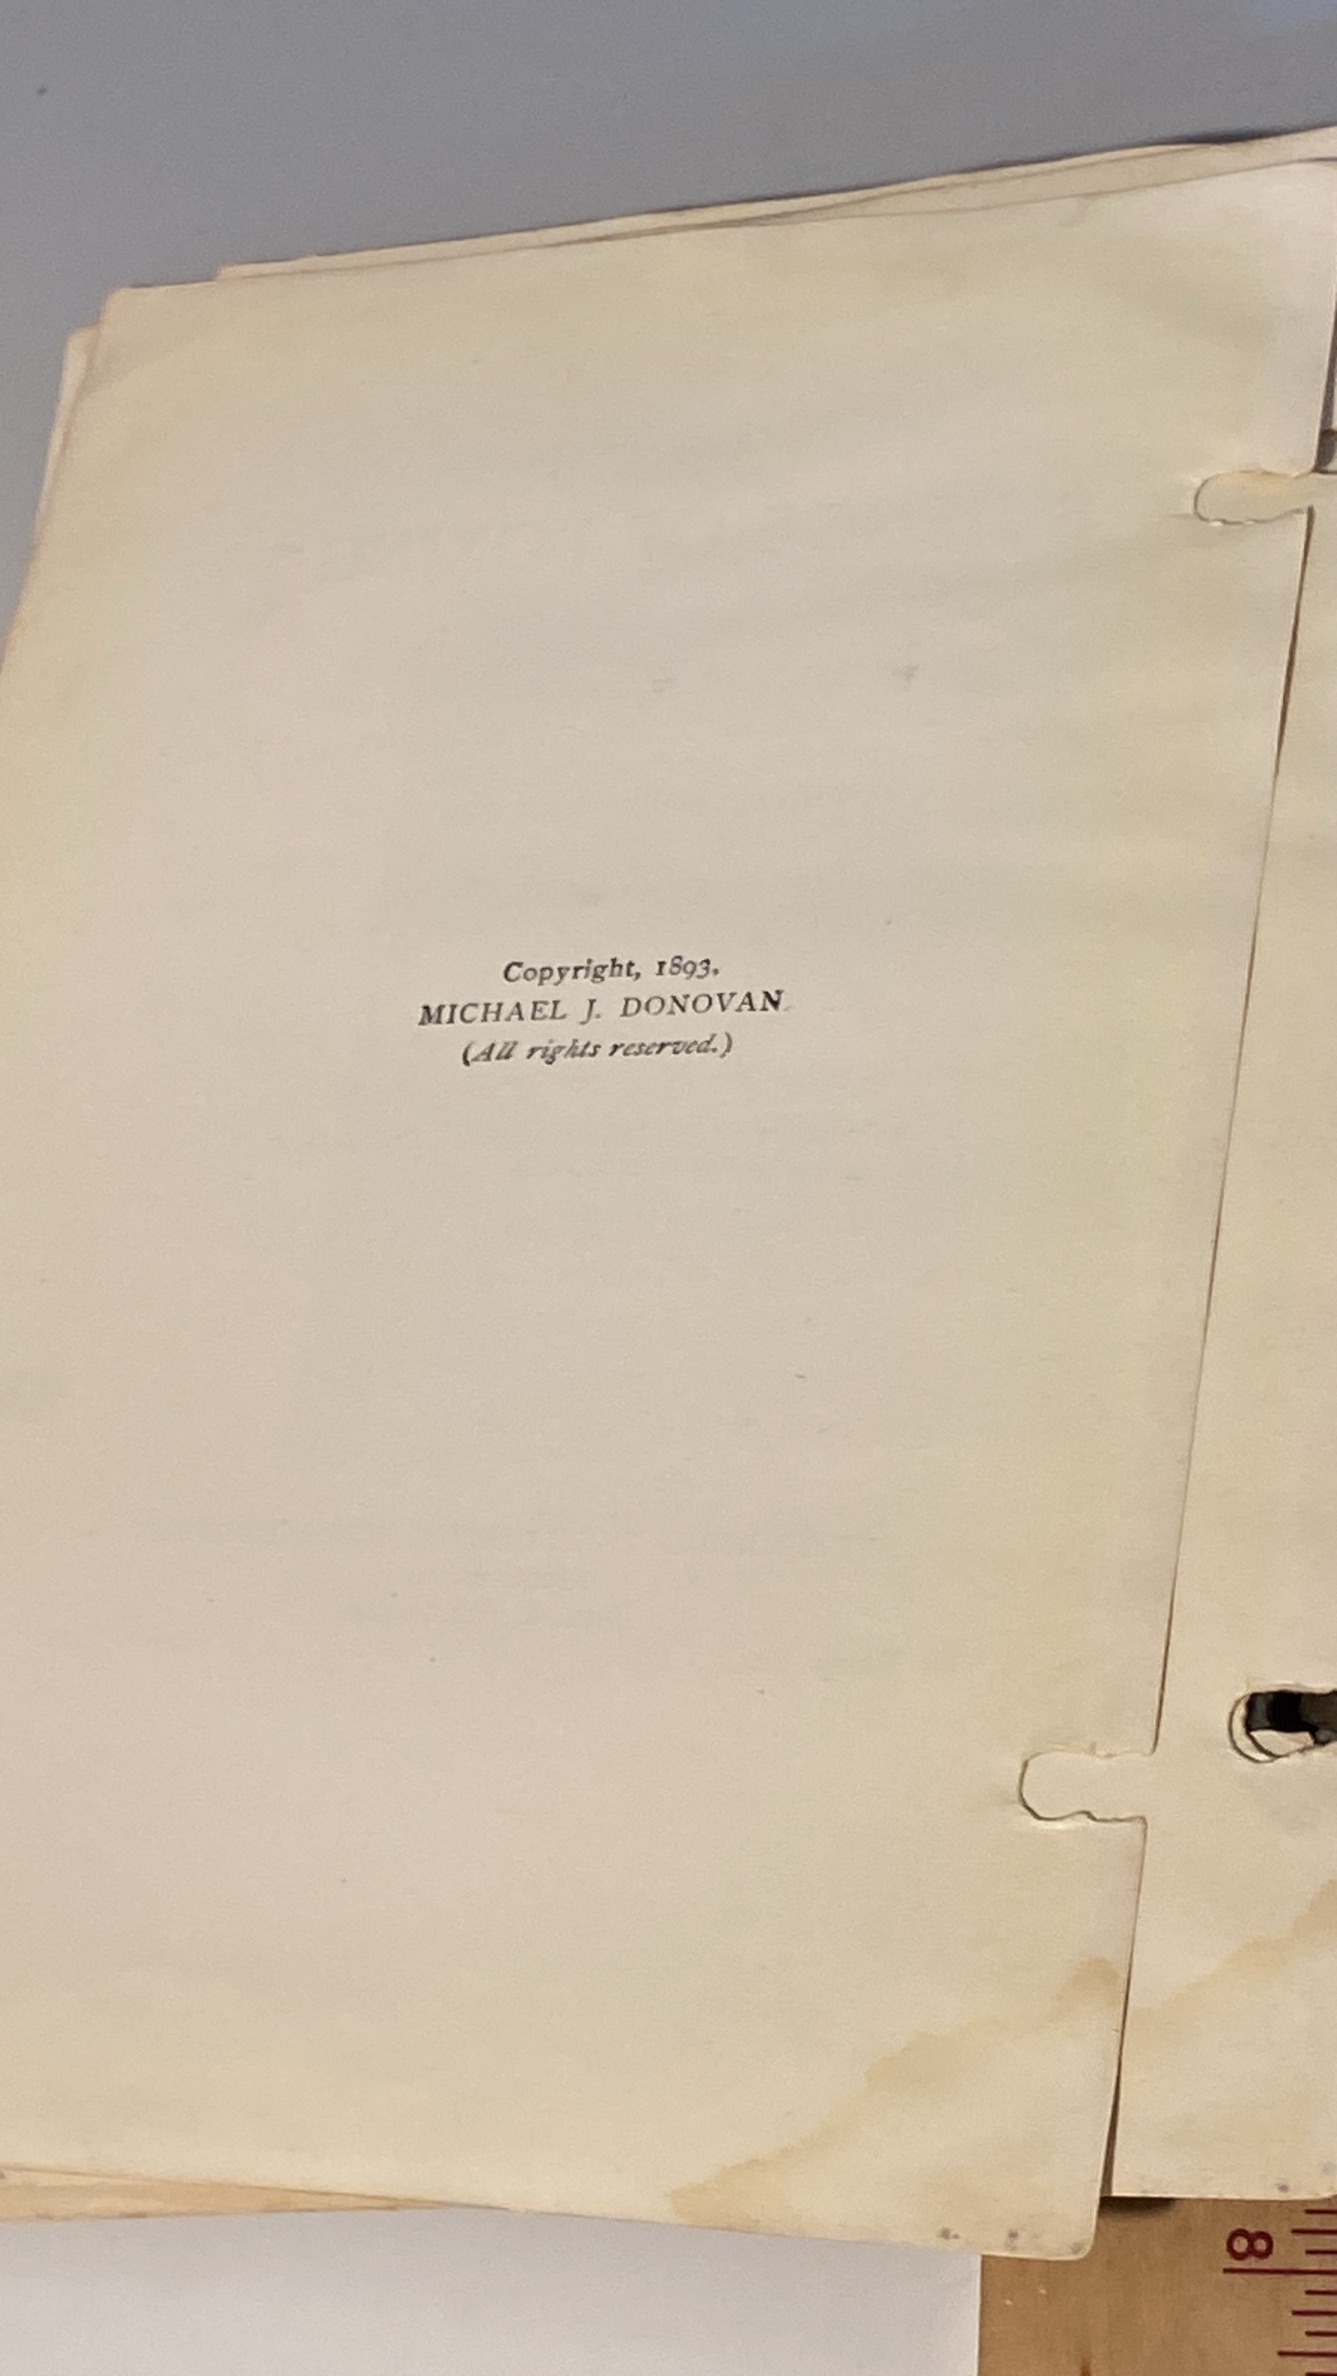 Copyright, 1893,
MICHAEL J. DONOVAN
(All rights reserved.)
8